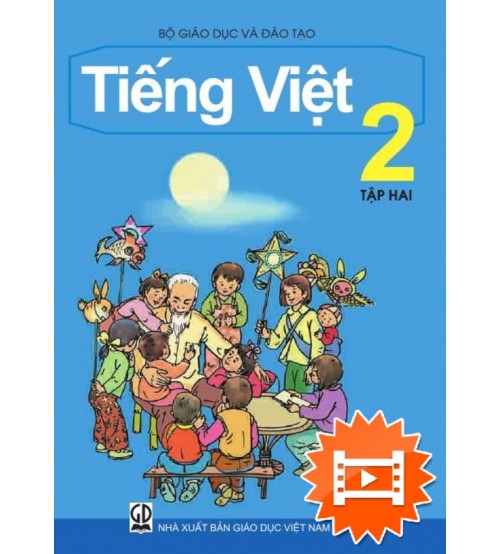 BỘ GIÁO DỤC VÀ ĐÀO TẠO
Tiếng Việt
2
TẬP HAI
GD
NHÀ XUẤT BẢN GIÁO DỤC VIỆT NAM